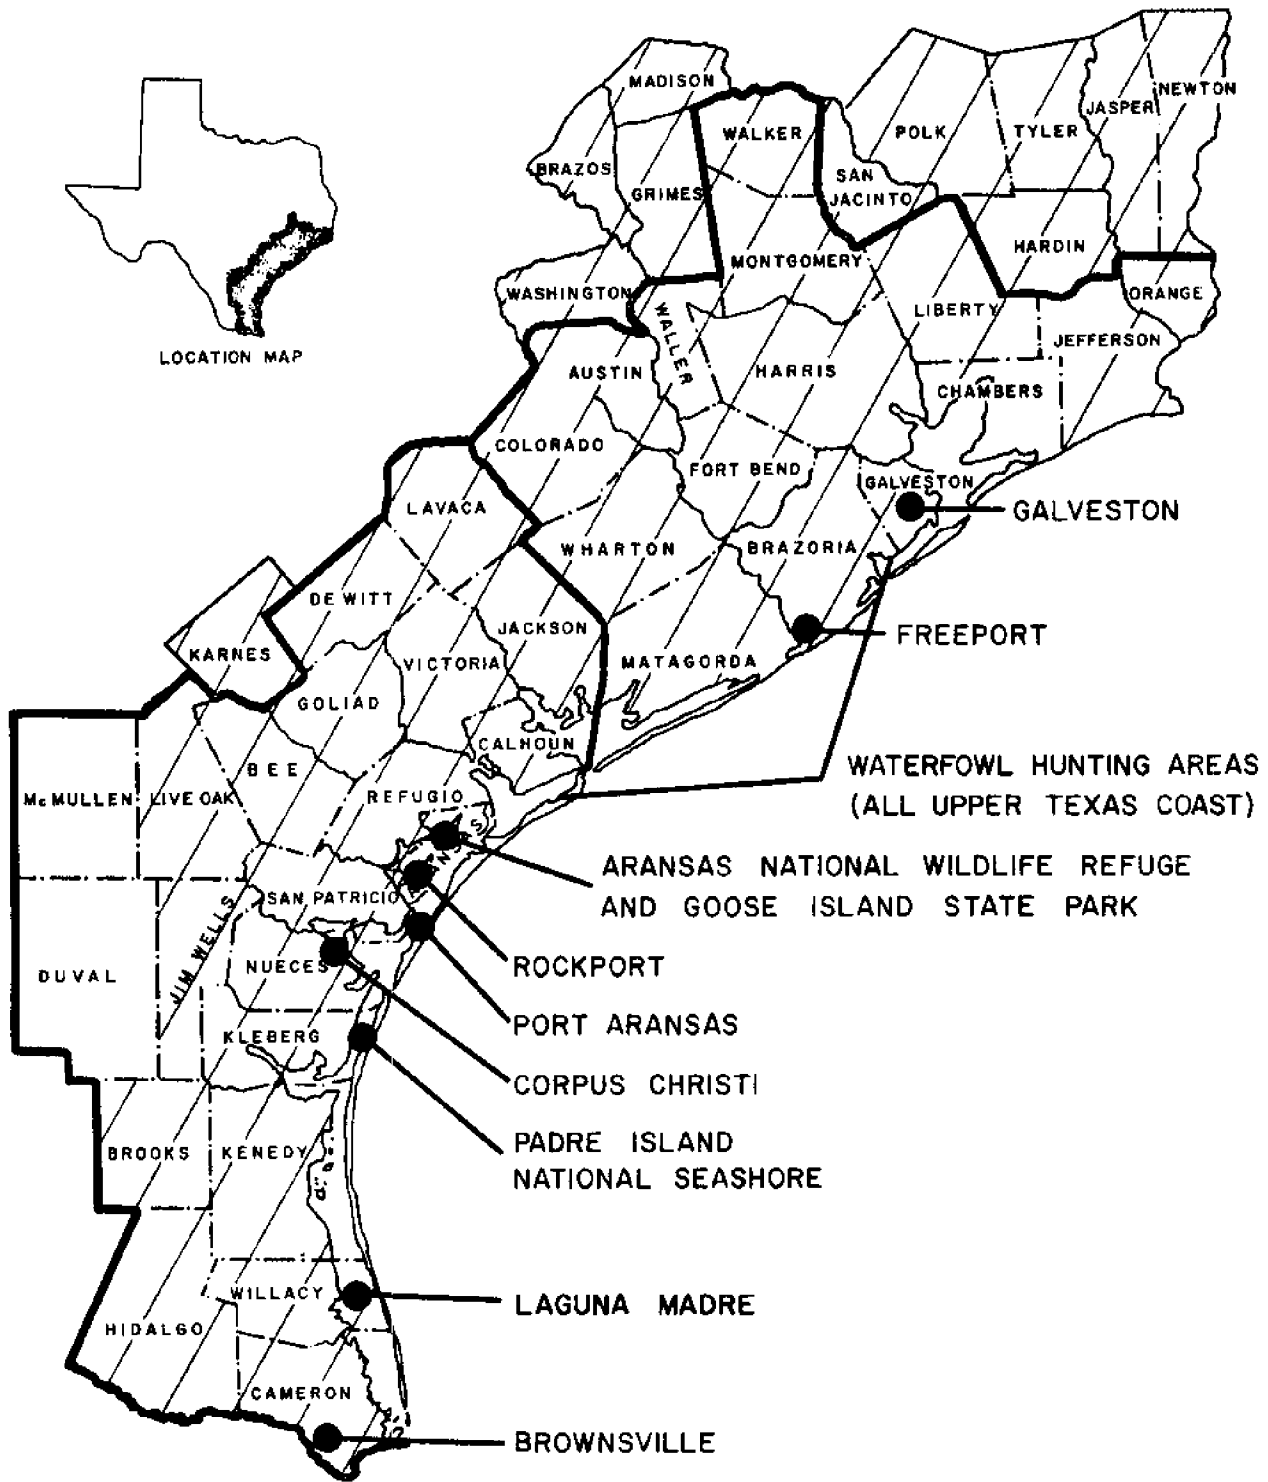 MADISON
NEWTON
JASPER
WALKER
POLK
TYLER
BRAZOS
SAN
JACINTO
GRIMES
HARDIN
MONTGOMERY
WASHINGTON
ORANGE
WALLER
LIBERTY
JEFFERSON
LOCATION MAP
AUSTIN
HARRIS
CHAMBERS
COLORADO
FORT BEND
GALVESTON
LAVACA
GALVESTON
WHARTON
BRAZORIA
DE WITT
JACKSON
FREEPORT
KARNES
VICTORIA
MATAGORDA
GOLIAD
CALHOUN
BEE
WATERFOWL HUNTING AREAS
(ALL UPPER TEXAS COAST)
McMULLEN
LIVE OAK
REFUGIO
ARANSAS NATIONAL WILDLIFE REFUGE
AND GOOSE ISLAND STATE PARK
SAN PATRICIO
JIM WELLS
NUECES
ROCKPORT
DUVAL
PORT ARANSAS
KLEBERG
CORPUS CHRISTI
PADRE ISLAND
NATIONAL SEASHORE
BROOKS
KENEDY
WILLACY
LAGUNA MADRE
HIDALGO
CAMERON
BROWNSVILLE